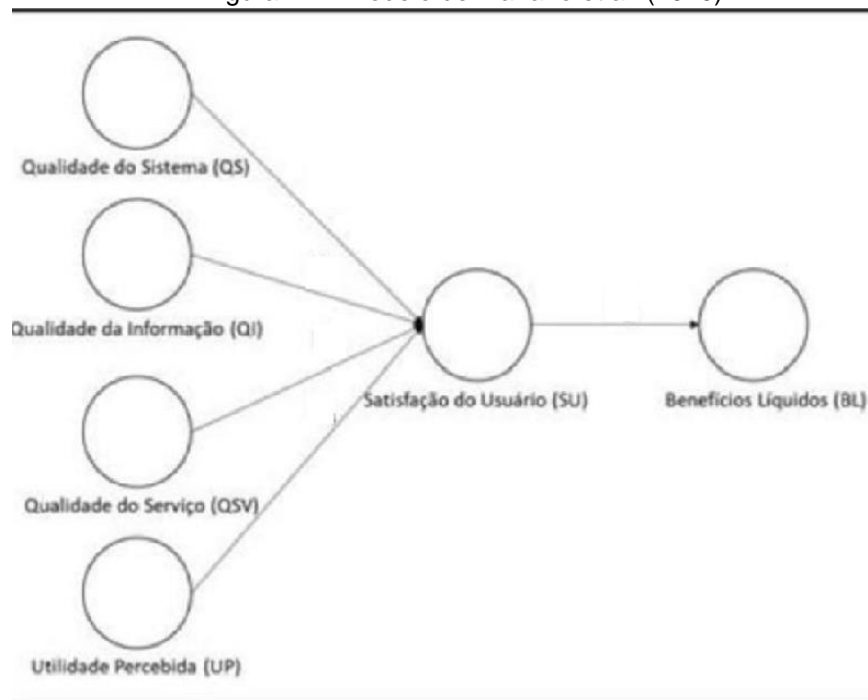 Qualidade do Sistema (QS)
Qualidade da Informação (QI)
Satisfação do Usuário (SU)
Benefícios Líquidos (BL)
Qualidade do Serviço (QSV)
Utilidade Percebida (UP)